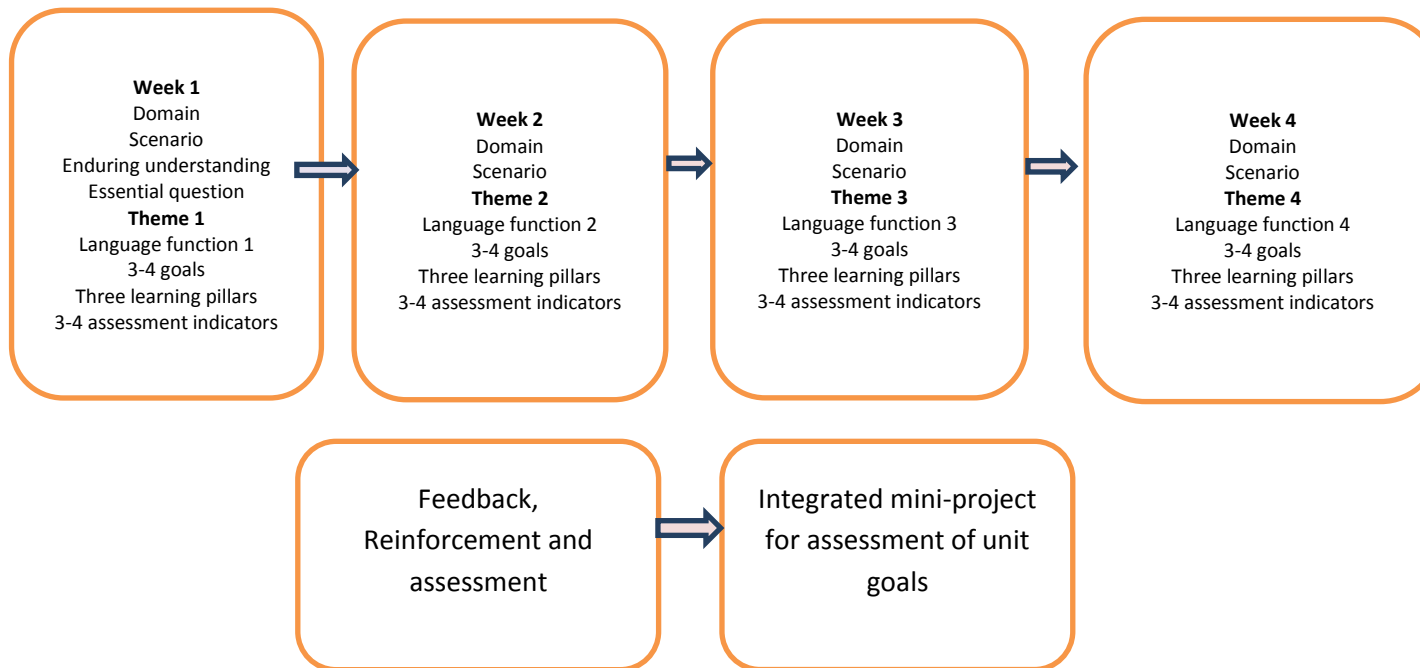 Week 1
Domain
Scenario
Enduring understanding
Essential question
Theme 1
Language function 1
3-4 goals
Three learning pillars
3-4 assessment indicators
Week 2
Domain
Scenario
Theme 2
Language function 2
3-4 goals
Three learning pillars
3-4 assessment indicators
Week 3
Domain
Scenario
Theme 3
Language function 3
3-4 goals
Three learning pillars
3-4 assessment indicators
Week 4
Domain
Scenario
Theme 4
Language function 4
3-4 goals
Three learning pillars
3-4 assessment indicators
Feedback,
Reinforcement and
assessment
Integrated mini-project
for assessment of unit
goals